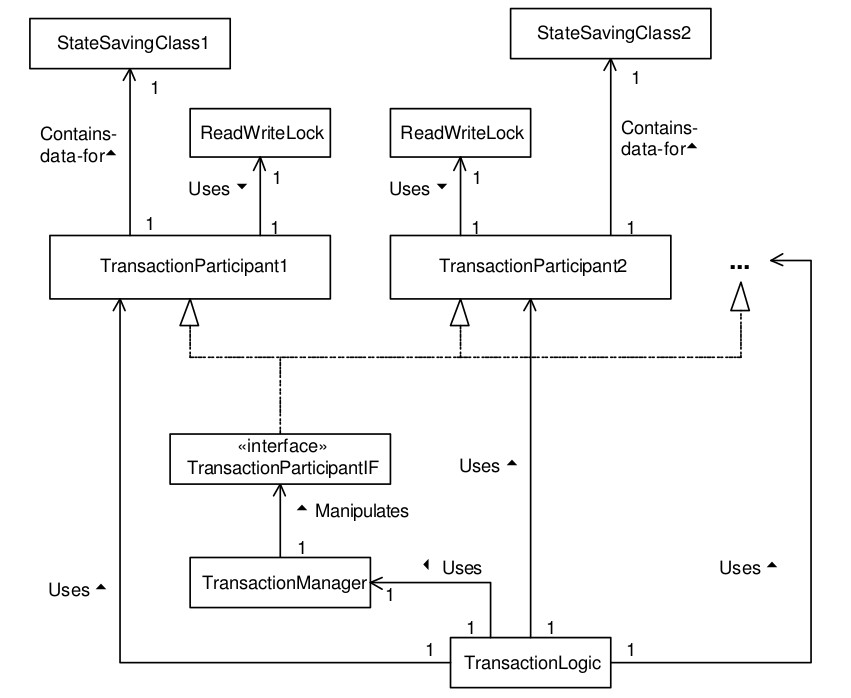 StateSavingClass1
StateSavingClass2
1
1
Contains-
data-for
ReadWriteLock
ReadWriteLock
Contains-
data-for
Uses
1
Uses
1
1
1
1
1
TransactionParticipant1
TransactionParticipant2
...
«interface»
TransactionParticipantIF
Uses
Manipulates
1
TransactionManager
Uses
Uses
Uses
1
1
1
1
1
TransactionLogic